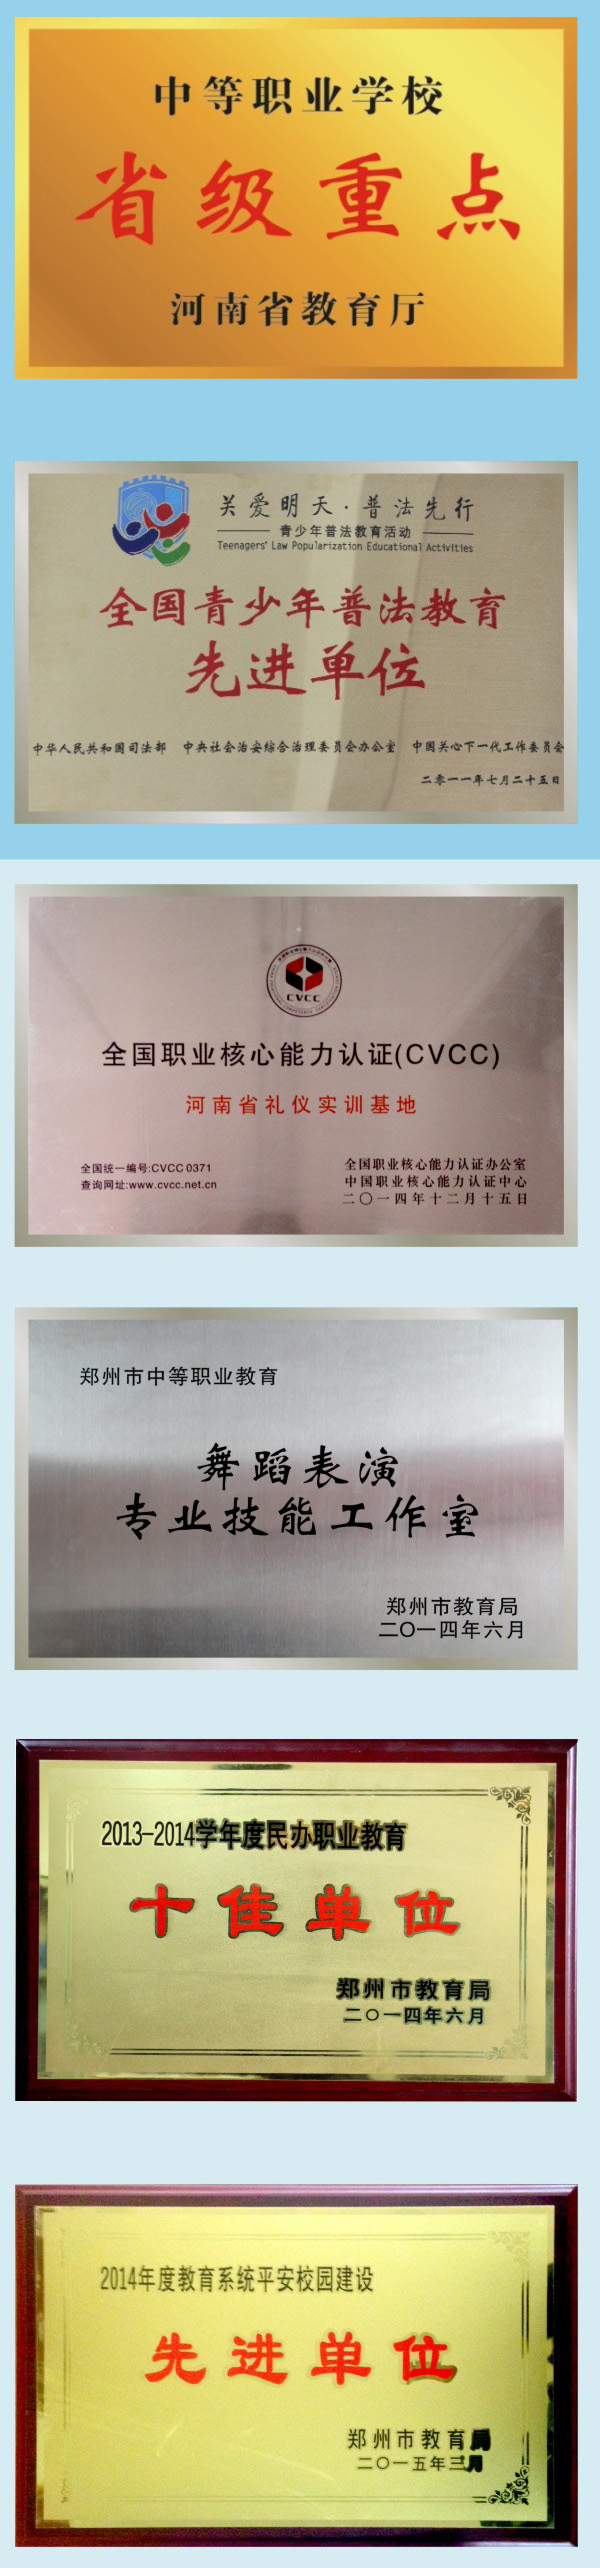 中等职业学校
省级重点
河南省教育厅
关爱明天·普法先行
青少年普法教育活动
Teenagers' Law Popularization Educational Activities
全国青少年普法教育
先进单位
中华人民共和国司法部 中央社会治安综合治理委员会办公室 中国关心下一代工作委员会
二零一一年七月二十五日
CVCC
全国职业核心能力认证(CVCC)
河南省礼仪实训基地
全国统一编号:CVCC 0371
查询网址:www.cvcc.net.cn
全国职业核心能力认证办公室
中国职业核心能力认证中心
二〇一四年十二月十五日
郑州市中等职业教育
舞蹈表演
专业技能工作室
郑州市教育局
二〇一四年六月
2013-2014学年度民办职业教育
十佳单位
郑州市教育局
二〇一四年六月
2014年度教育系统平安校园建设
先进单位
郑州市教育局
二〇一五年三月